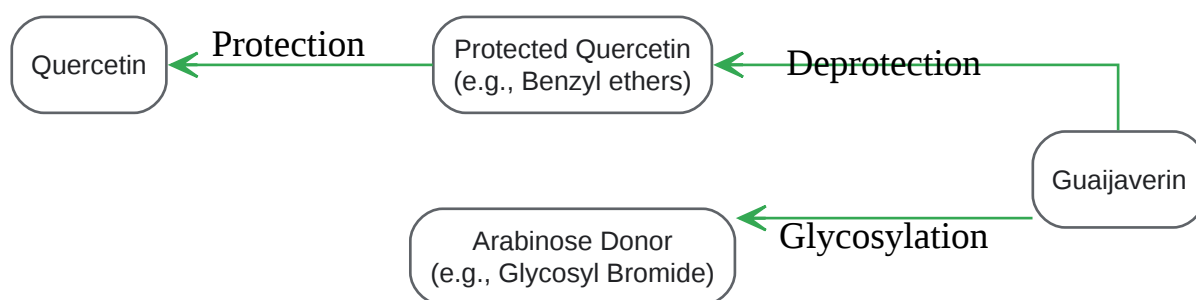 Quercetin
Protection
Protected Quercetin
(e.g., Benzyl ethers)
Deprotection
Guaijaverin
Arabinose Donor
(e.g., Glycosyl Bromide)
Glycosylation